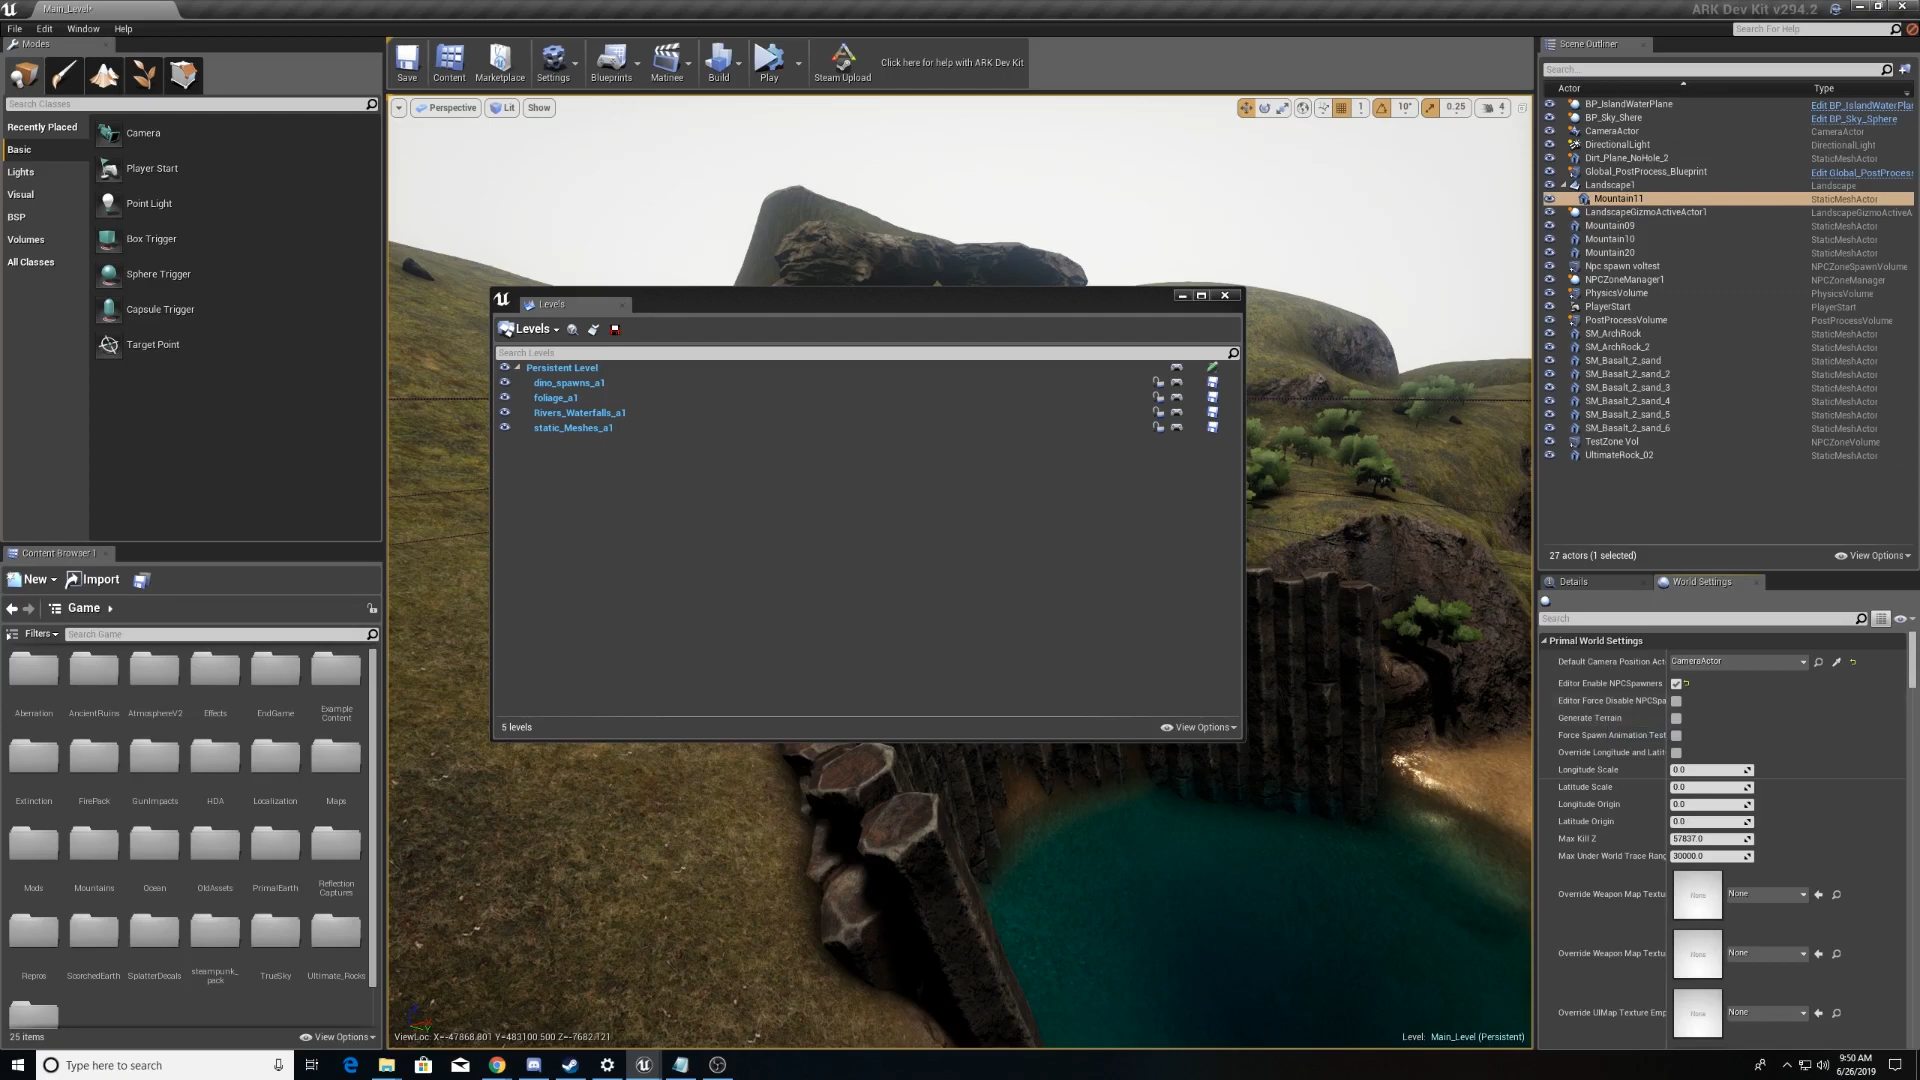 Main_Level*
ARK Dev Kit v294.2
File Edit Window Help
Search For Help
Modes
Search Classes
Recently Placed
Basic
Lights
Visual
BSP
Volumes
All Classes
Camera
Player Start
Point Light
Box Trigger
Sphere Trigger
Capsule Trigger
Target Point
Save Content Marketplace Settings Blueprints Matinee Build Play Steam Upload
Click here for help with ARK Dev Kit
Perspective Lit Show
1 10° 0.25 4
Levels
Levels
Search Levels
Persistent Level
dino_spawns_a1
foliage_a1
Rivers_Waterfalls_a1
static_Meshes_a1
5 levels
View Options
ViewLoc: X=-47868.801 Y=483100.500 Z=-7682.121
Level: Main_Level (Persistent)
Scene Outliner
Search...
Actor Type
BP_IslandWaterPlane Edit BP_IslandWaterPla
BP_Sky_Shere Edit BP_Sky_Sphere
CameraActor CameraActor
DirectionalLight DirectionalLight
Dirt_Plane_NoHole_2 StaticMeshActor
Global_PostProcess_Blueprint Edit Global_PostProcess
Landscape1 Landscape
Mountain11 StaticMeshActor
LandscapeGizmoActiveActor1 LandscapeGizmoActiveA
Mountain09 StaticMeshActor
Mountain10 StaticMeshActor
Mountain20 StaticMeshActor
Npc spawn voltest NPCZoneSpawnVolume
NPCZoneManager1 NPCZoneManager
PhysicsVolume PhysicsVolume
PlayerStart PlayerStart
PostProcessVolume PostProcessVolume
SM_ArchRock StaticMeshActor
SM_ArchRock_2 StaticMeshActor
SM_Basalt_2_sand StaticMeshActor
SM_Basalt_2_sand_2 StaticMeshActor
SM_Basalt_2_sand_3 StaticMeshActor
SM_Basalt_2_sand_4 StaticMeshActor
SM_Basalt_2_sand_5 StaticMeshActor
SM_Basalt_2_sand_6 StaticMeshActor
TestZone Vol NPCZoneVolume
UltimateRock_02 StaticMeshActor
27 actors (1 selected)
View Options
Details
World Settings
Search
Primal World Settings
Default Camera Position Act CameraActor
Editor Enable NPCSpawners
Editor Force Disable NPCSpa
Generate Terrain
Force Spawn Animation Test
Override Longitude and Latit
Longitude Scale 0.0
Latitude Scale 0.0
Longitude Origin 0.0
Latitude Origin 0.0
Max Kill Z 57837.0
Max Under World Trace Rang 30000.0
Override Weapon Map Textu None None
Override Weapon Map Textu None None
Override UIMap Texture Emp None None
Content Browser 1
New Import
Game
Filters Search Game
Aberration AncientRuins AtmosphereV2 Effects EndGame Example Content
Extinction FirePack GunImpacts HDA Localization Maps
Mods Mountains Ocean OldAssets PrimalEarth Reflection Captures
Repros ScorchedEarth SplatterDecals steampunk_pack TrueSky Ultimate_Rocks
25 items
View Options
Type here to search
9:50 AM
6/26/2019